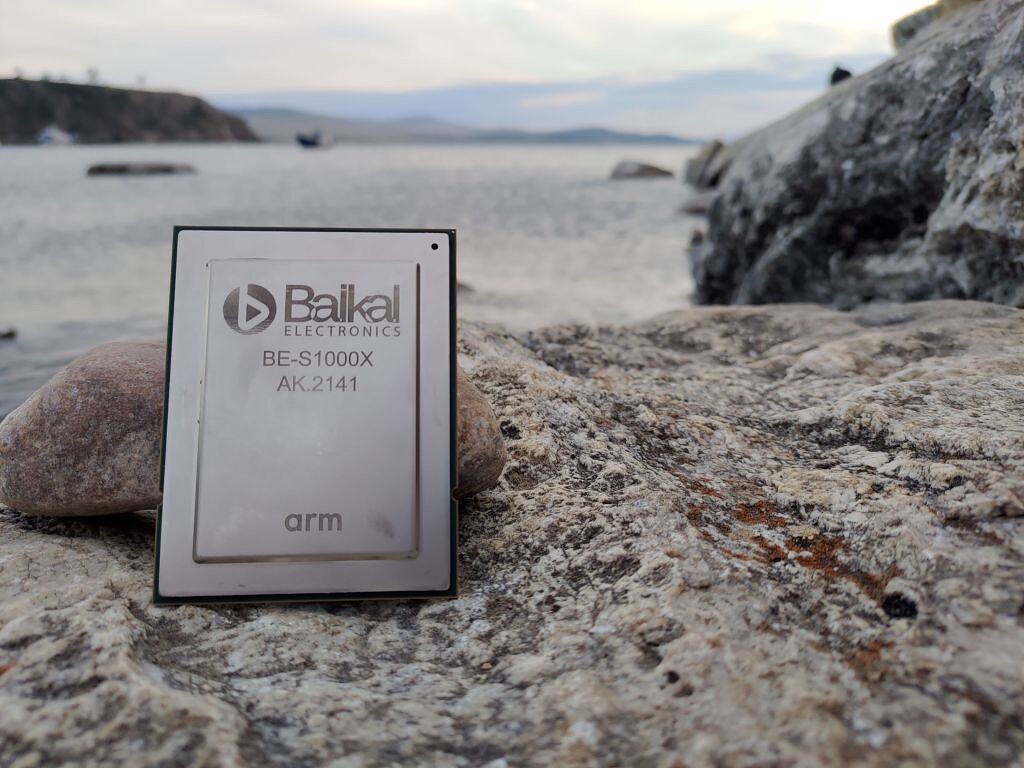 Baikal
ELECTRONICS
BE-S1000X
AK.2141
arm